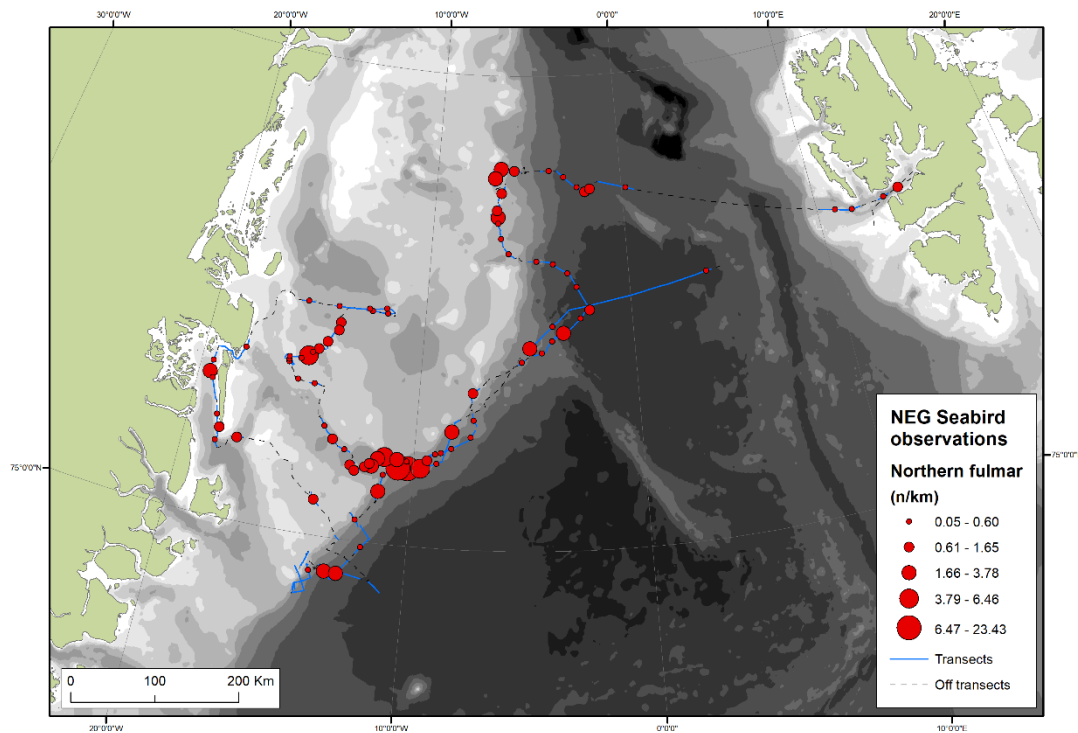 30°0'0"W 20°0'0"W 10°0'0"W 0°0'0"E 10°0'0"E 20°0'0"E
75°0'0"N 75°0'0"
NEG Seabird
observations
Northern fulmar
(n/km)
0.05 - 0.60
0.61 - 1.65
1.66 - 3.78
3.79 - 6.46
6.47 - 23.43
Transects
Off transects
0 100 200 Km
20°0'0"W 10°0'0"W 0°0'0"E 10°0'0"E